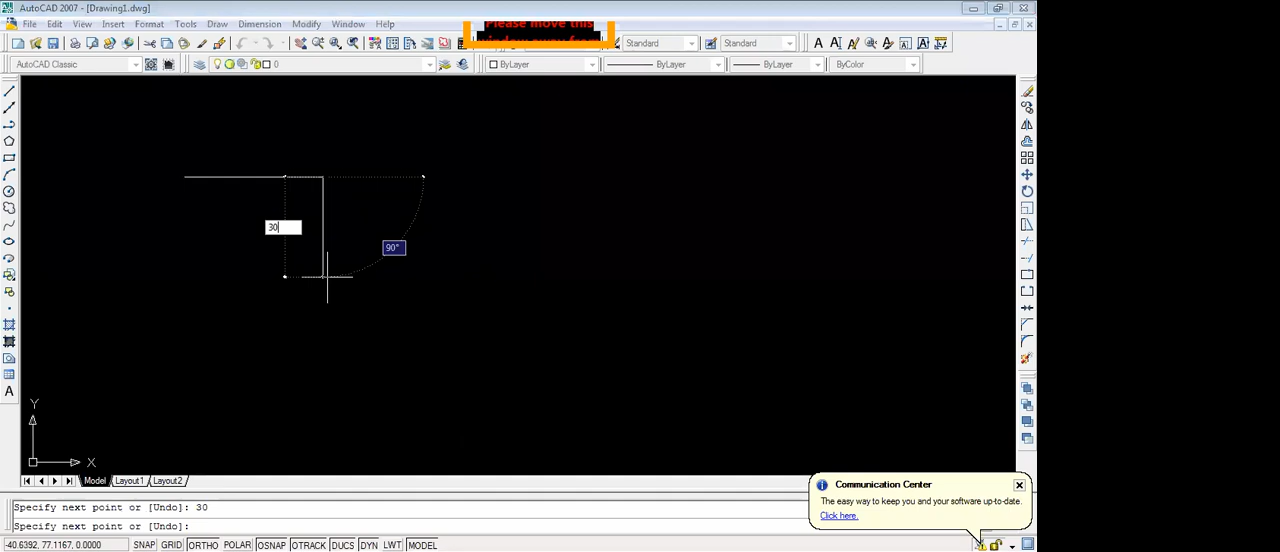 AutoCAD 2007 - [Drawing1.dwg]
File Edit View Insert Format Tools Draw Dimension Modify Window Help
Please move this
window away from
Standard Standard
AutoCAD Classic 0 ByLayer ByLayer ByLayer ByColor
30
90°
Y
X
Model Layout1 Layout2
Communication Center
The easy way to keep you and your software up-to-date.
Click here.
Specify next point or [Undo]: 30
Specify next point or [Undo]:
-40.6392, 77.1167, 0.0000 SNAP GRID ORTHO POLAR OSNAP OTRACK DUCS DYN LWT MODEL